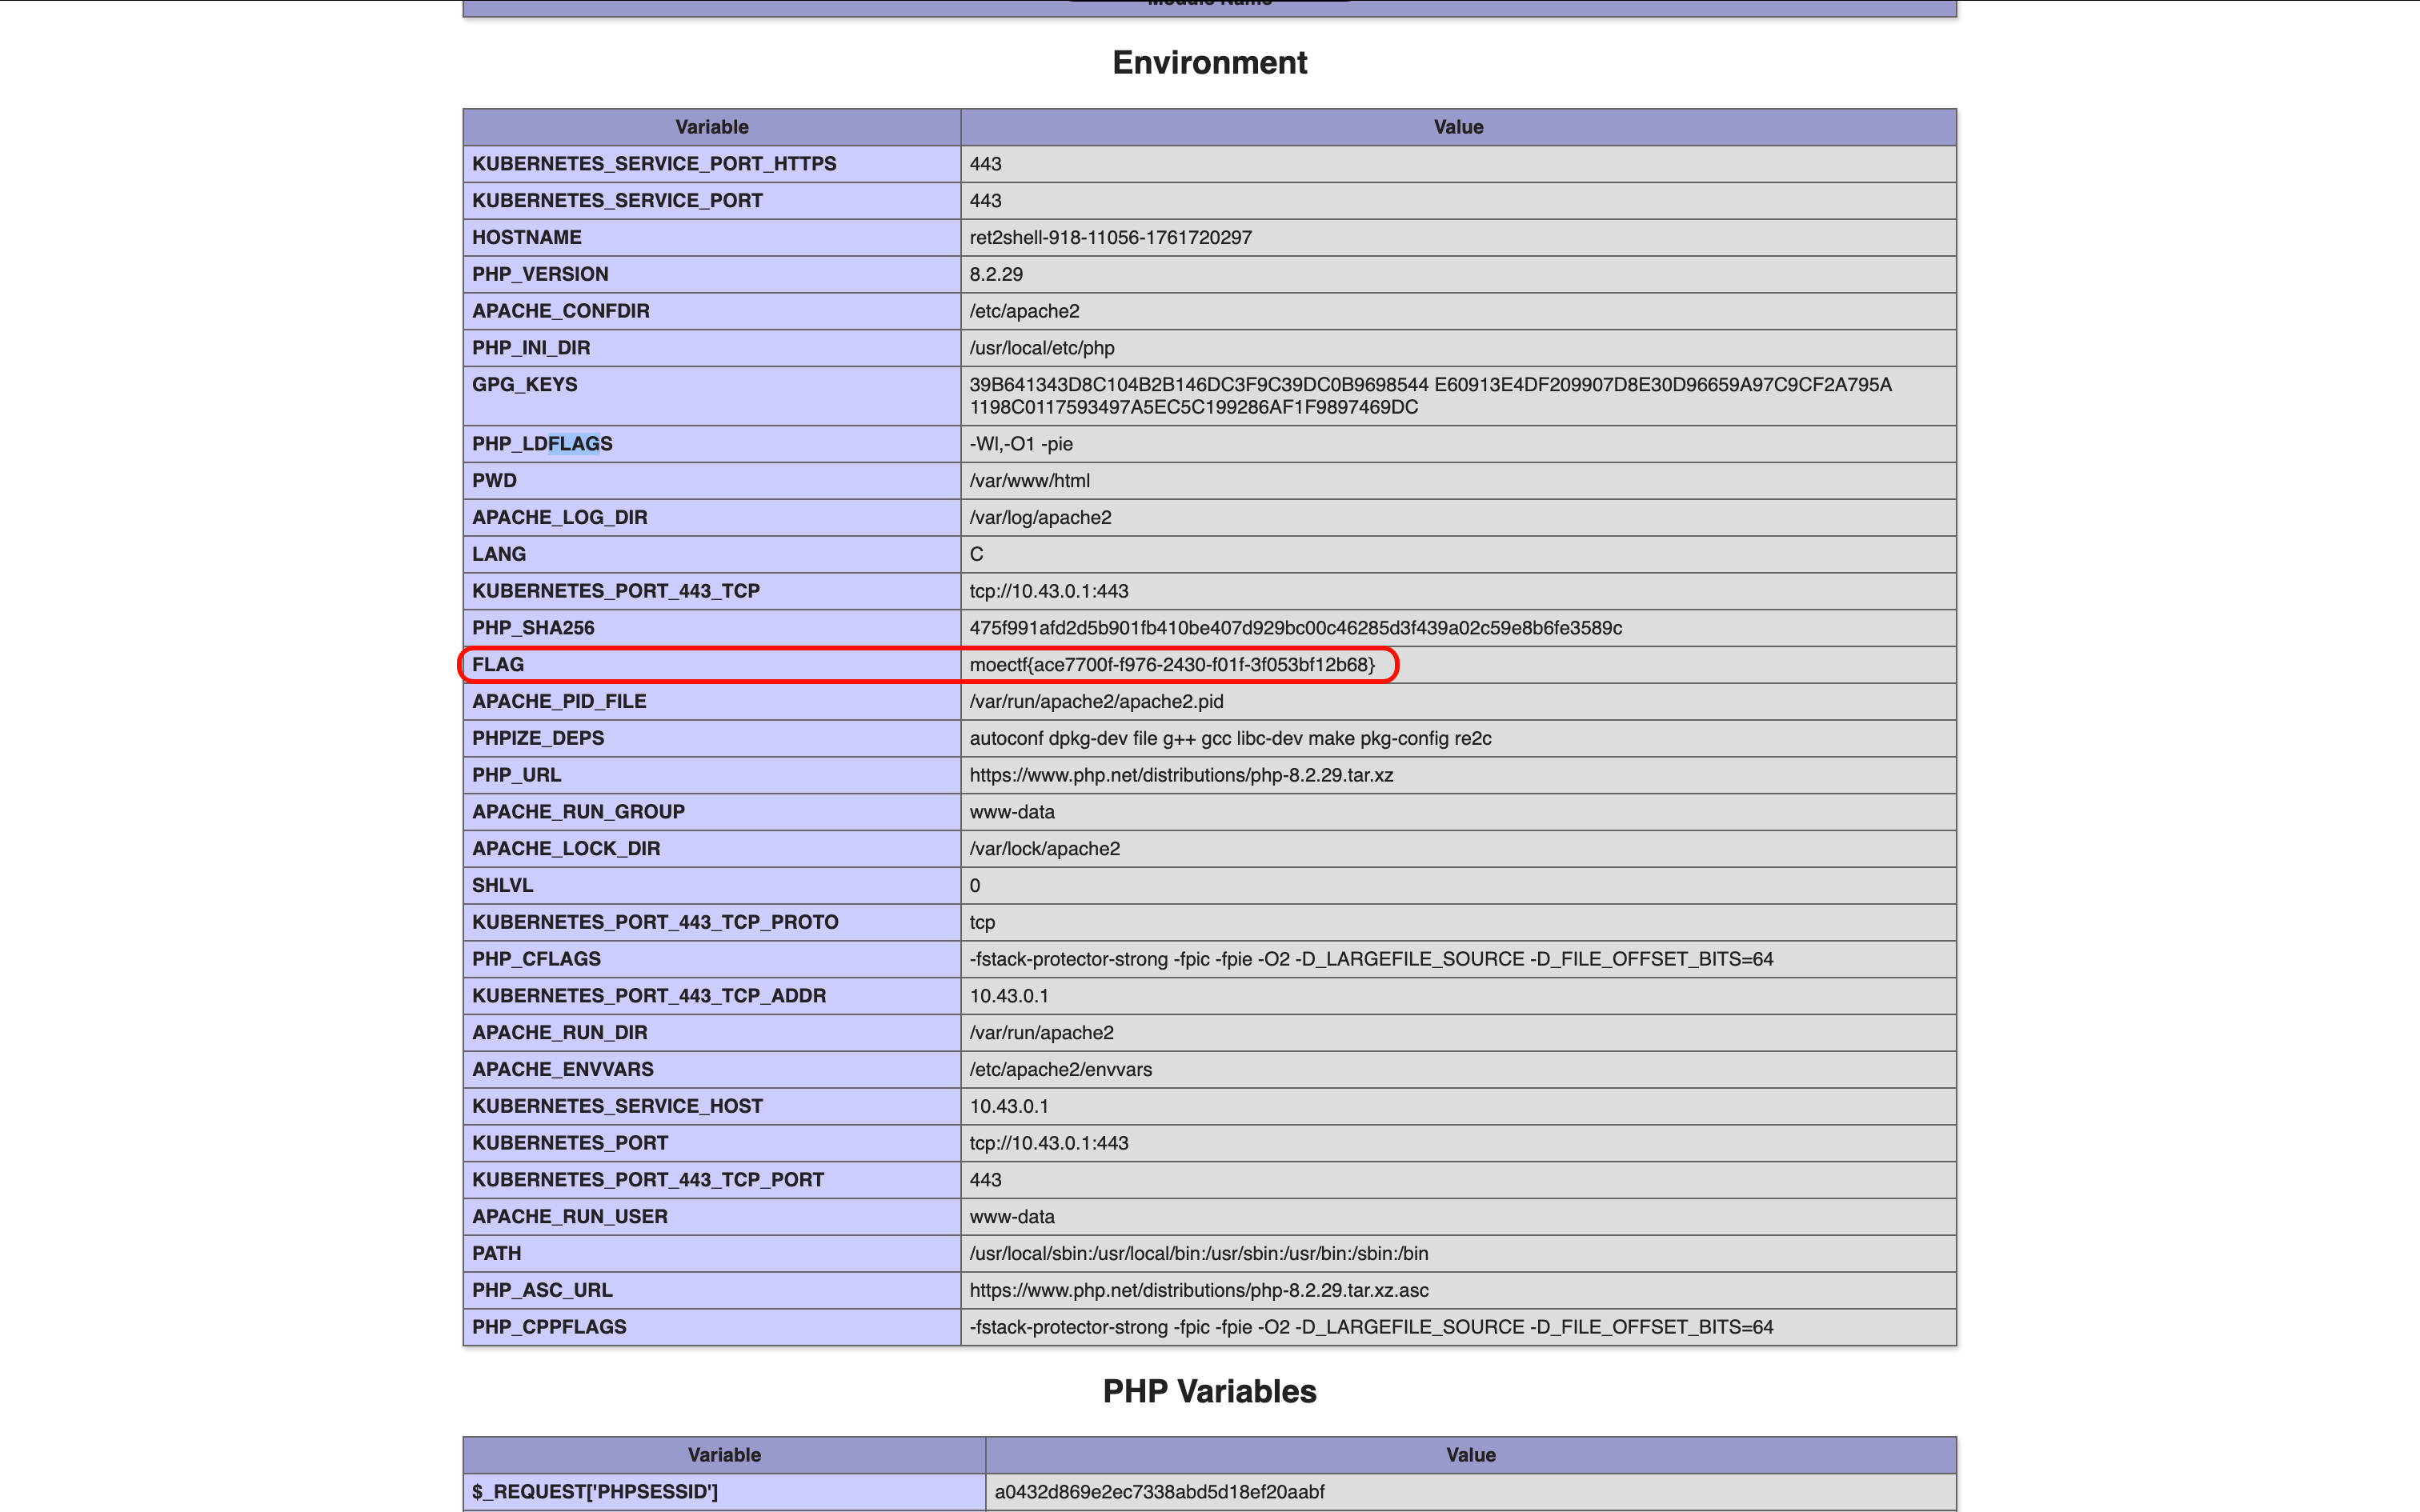 Module Name
Environment
Variable Value
KUBERNETES_SERVICE_PORT_HTTPS 443
KUBERNETES_SERVICE_PORT 443
HOSTNAME ret2shell-918-11056-1761720297
PHP_VERSION 8.2.29
APACHE_CONFDIR /etc/apache2
PHP_INI_DIR /usr/local/etc/php
GPG_KEYS 39B641343D8C104B2B146DC3F9C39DC0B9698544 E60913E4DF209907D8E30D96659A97C9CF2A795A
1198C0117593497A5EC5C199286AF1F9897469DC
PHP_LDFLAGS -Wl,-O1 -pie
PWD /var/www/html
APACHE_LOG_DIR /var/log/apache2
LANG C
KUBERNETES_PORT_443_TCP tcp://10.43.0.1:443
PHP_SHA256 475f991afd2d5b901fb410be407d929bc00c46285d3f439a02c59e8b6fe3589c
FLAG moectf{ace7700f-f976-2430-f01f-3f053bf12b68}
APACHE_PID_FILE /var/run/apache2/apache2.pid
PHPIZE_DEPS autoconf dpkg-dev file g++ gcc libc-dev make pkg-config re2c
PHP_URL https://www.php.net/distributions/php-8.2.29.tar.xz
APACHE_RUN_GROUP www-data
APACHE_LOCK_DIR /var/lock/apache2
SHLVL 0
KUBERNETES_PORT_443_TCP_PROTO tcp
PHP_CFLAGS -fstack-protector-strong -fpic -fpie -O2 -D_LARGEFILE_SOURCE -D_FILE_OFFSET_BITS=64
KUBERNETES_PORT_443_TCP_ADDR 10.43.0.1
APACHE_RUN_DIR /var/run/apache2
APACHE_ENVVARS /etc/apache2/envvars
KUBERNETES_SERVICE_HOST 10.43.0.1
KUBERNETES_PORT tcp://10.43.0.1:443
KUBERNETES_PORT_443_TCP_PORT 443
APACHE_RUN_USER www-data
PATH /usr/local/sbin:/usr/local/bin:/usr/sbin:/usr/bin:/sbin:/bin
PHP_ASC_URL https://www.php.net/distributions/php-8.2.29.tar.xz.asc
PHP_CPPFLAGS -fstack-protector-strong -fpic -fpie -O2 -D_LARGEFILE_SOURCE -D_FILE_OFFSET_BITS=64
PHP Variables
Variable Value
$_REQUEST['PHPSESSID'] a0432d869e2ec7338abd5d18ef20aabf